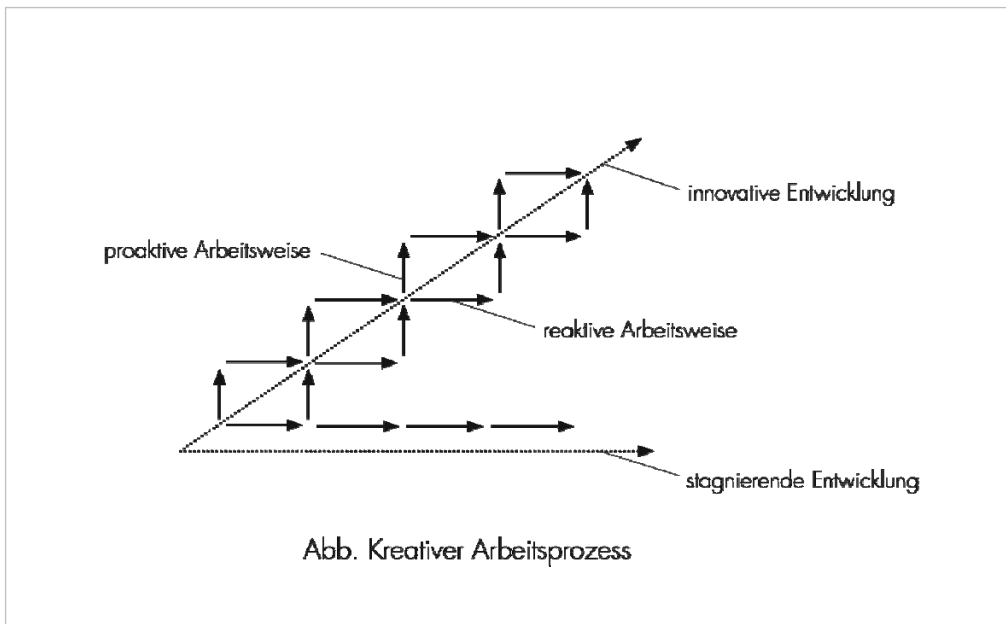 innovative Entwicklung
proaktive Arbeitsweise
reaktive Arbeitsweise
stagnierende Entwicklung
Abb. Kreativer Arbeitsprozess